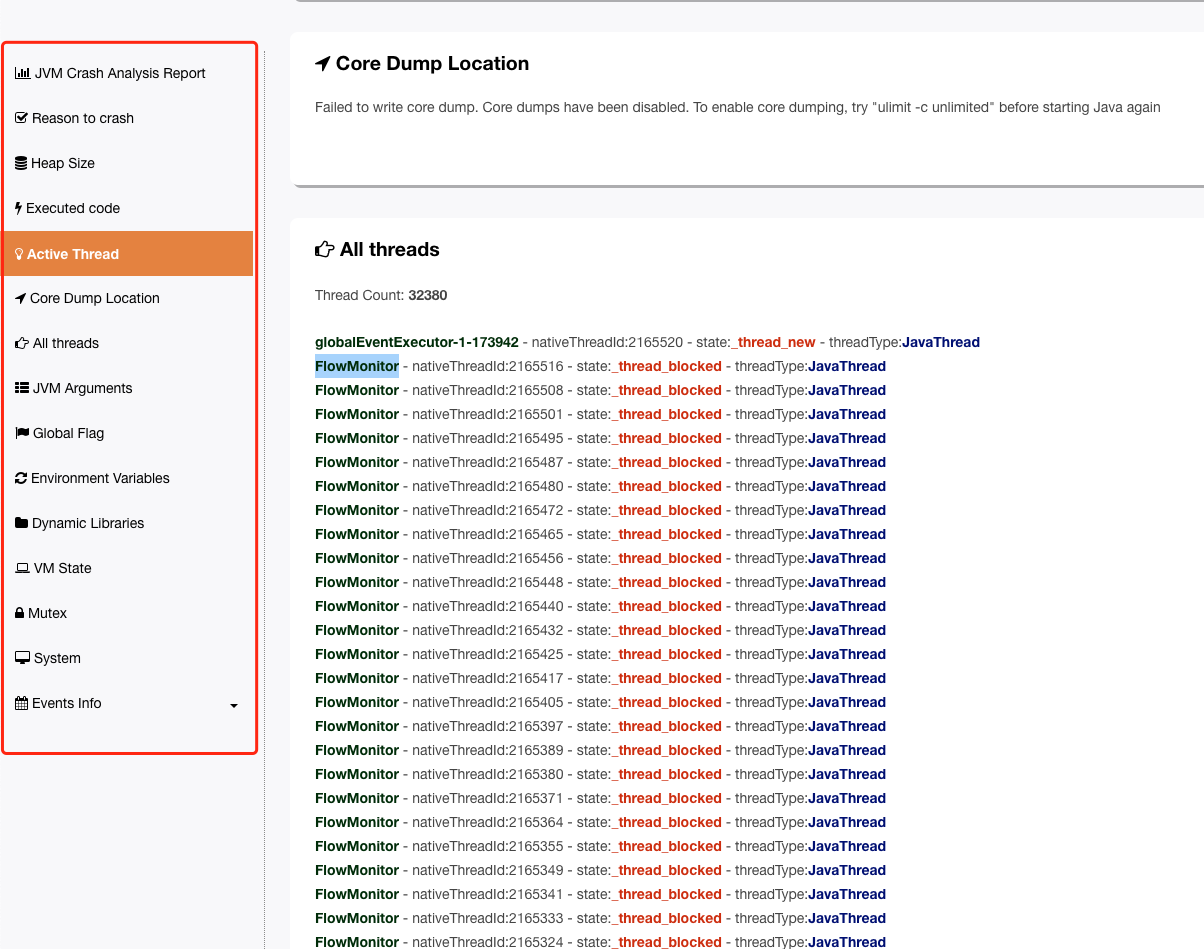 JVM Crash Analysis Report
Reason to crash
Heap Size
Executed code
Active Thread
Core Dump Location
All threads
JVM Arguments
Global Flag
Environment Variables
Dynamic Libraries
VM State
Mutex
System
Events Info
Core Dump Location
Failed to write core dump. Core dumps have been disabled. To enable core dumping, try "ulimit -c unlimited" before starting Java again
All threads
Thread Count: 32380
globalEventExecutor-1-173942 - nativeThreadId:2165520 - state:_thread_new - threadType:JavaThread
FlowMonitor - nativeThreadId:2165516 - state:_thread_blocked - threadType:JavaThread
FlowMonitor - nativeThreadId:2165508 - state:_thread_blocked - threadType:JavaThread
FlowMonitor - nativeThreadId:2165501 - state:_thread_blocked - threadType:JavaThread
FlowMonitor - nativeThreadId:2165495 - state:_thread_blocked - threadType:JavaThread
FlowMonitor - nativeThreadId:2165487 - state:_thread_blocked - threadType:JavaThread
FlowMonitor - nativeThreadId:2165480 - state:_thread_blocked - threadType:JavaThread
FlowMonitor - nativeThreadId:2165472 - state:_thread_blocked - threadType:JavaThread
FlowMonitor - nativeThreadId:2165465 - state:_thread_blocked - threadType:JavaThread
FlowMonitor - nativeThreadId:2165456 - state:_thread_blocked - threadType:JavaThread
FlowMonitor - nativeThreadId:2165448 - state:_thread_blocked - threadType:JavaThread
FlowMonitor - nativeThreadId:2165440 - state:_thread_blocked - threadType:JavaThread
FlowMonitor - nativeThreadId:2165432 - state:_thread_blocked - threadType:JavaThread
FlowMonitor - nativeThreadId:2165425 - state:_thread_blocked - threadType:JavaThread
FlowMonitor - nativeThreadId:2165417 - state:_thread_blocked - threadType:JavaThread
FlowMonitor - nativeThreadId:2165405 - state:_thread_blocked - threadType:JavaThread
FlowMonitor - nativeThreadId:2165397 - state:_thread_blocked - threadType:JavaThread
FlowMonitor - nativeThreadId:2165389 - state:_thread_blocked - threadType:JavaThread
FlowMonitor - nativeThreadId:2165380 - state:_thread_blocked - threadType:JavaThread
FlowMonitor - nativeThreadId:2165371 - state:_thread_blocked - threadType:JavaThread
FlowMonitor - nativeThreadId:2165364 - state:_thread_blocked - threadType:JavaThread
FlowMonitor - nativeThreadId:2165355 - state:_thread_blocked - threadType:JavaThread
FlowMonitor - nativeThreadId:2165349 - state:_thread_blocked - threadType:JavaThread
FlowMonitor - nativeThreadId:2165341 - state:_thread_blocked - threadType:JavaThread
FlowMonitor - nativeThreadId:2165333 - state:_thread_blocked - threadType:JavaThread
FlowMonitor - nativeThreadId:2165324 - state:_thread_blocked - threadType:JavaThread